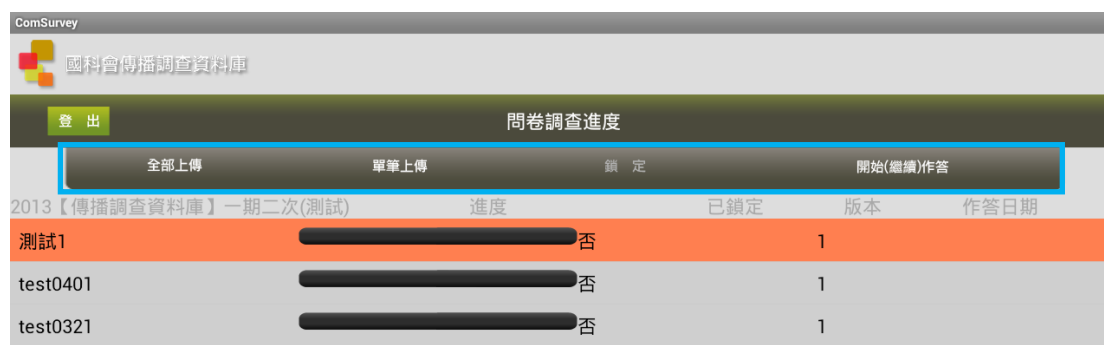 ComSurvey
國科會傳播調查資料庫
登 出 問卷調查進度
全部上傳 單筆上傳 鎖 定 開始(繼續)作答
2013【傳播調查資料庫】一期二次(測試) 進度 已鎖定 版本 作答日期
測試1 否 1
test0401 否 1
test0321 否 1